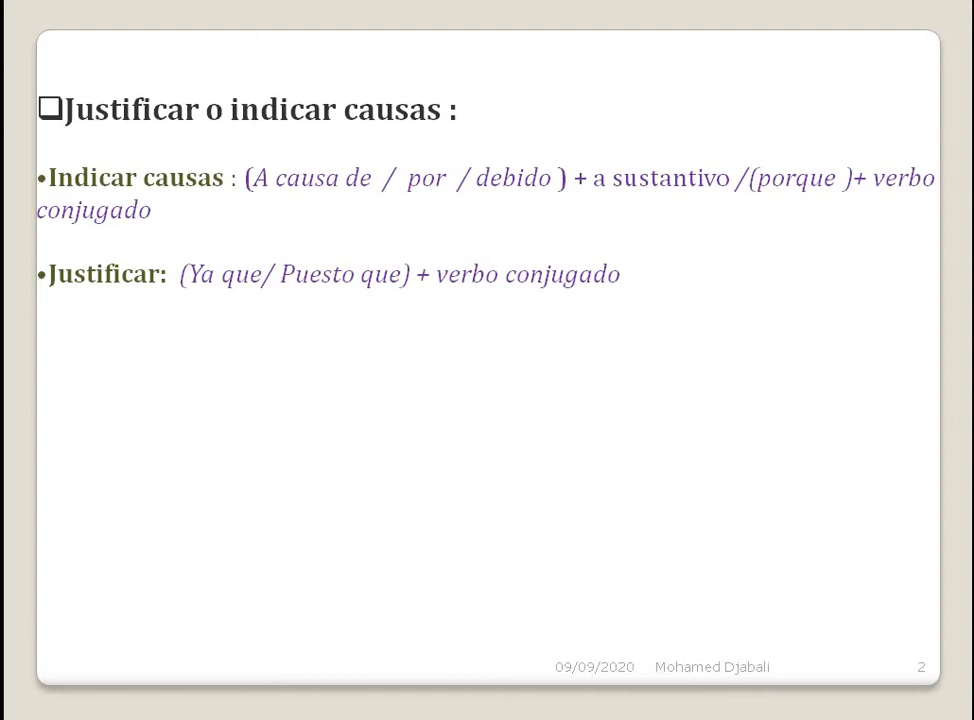 ❑Justificar o indicar causas :
•Indicar causas : (A causa de / por / debido ) + a sustantivo /(porque )+ verbo
conjugado
•Justificar: (Ya que/ Puesto que) + verbo conjugado
09/09/2020 Mohamed Djabali 2